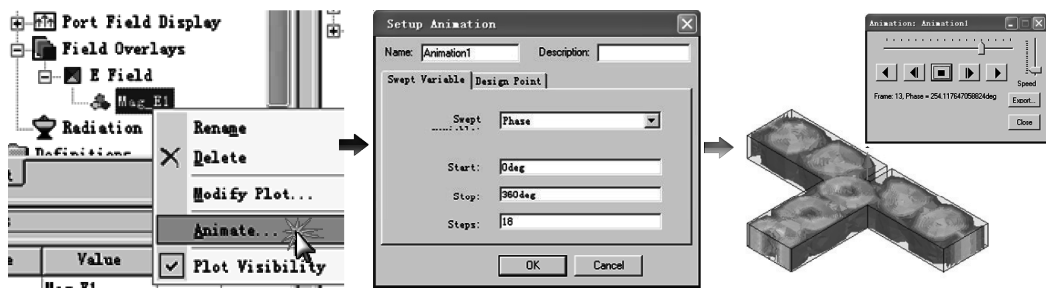 Port Field Display
Field Overlays
E Field
Mag_E1
Radiation
Definitions
Rename
Delete
Modify Plot...
Animate...
Plot Visibility
Value
Mag_E1
Setup Animation
Name: Animation1 Description:
Swept Variable Design Point
Swept variable: Phase
Start: 0deg
Stop: 360deg
Steps: 18
OK Cancel
Animation: Animation1
Speed
Frame: 13, Phase = 254.117647058824deg
Export...
Close